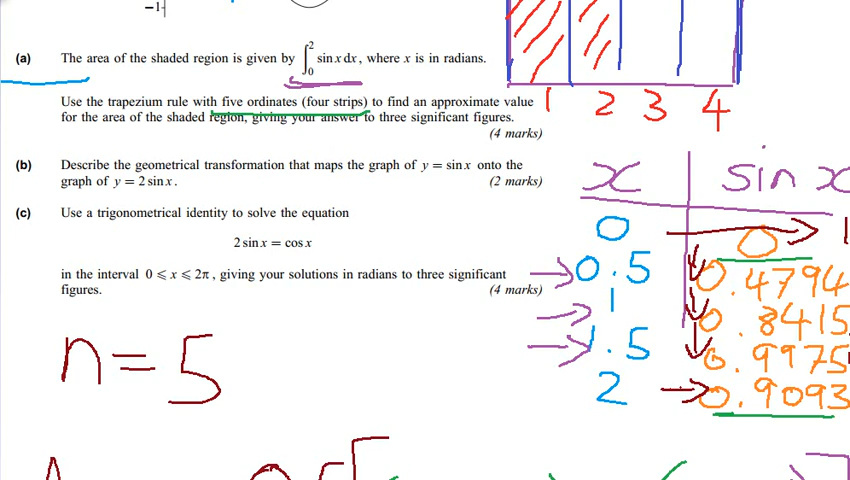 −1
(a) The area of the shaded region is given by ∫₀² sin x dx, where x is in radians.
Use the trapezium rule with five ordinates (four strips) to find an approximate value
for the area of the shaded region, giving your answer to three significant figures.
(4 marks)
(b) Describe the geometrical transformation that maps the graph of y = sin x onto the
graph of y = 2 sin x. (2 marks)
(c) Use a trigonometrical identity to solve the equation
2 sin x = cos x
in the interval 0 ⩽ x ⩽ 2π, giving your solutions in radians to three significant
figures. (4 marks)
n = 5
1 2 3 4
x sin x
0 0 1
0.5 0.4794
1 0.8415
1.5 0.9975
2 0.9093